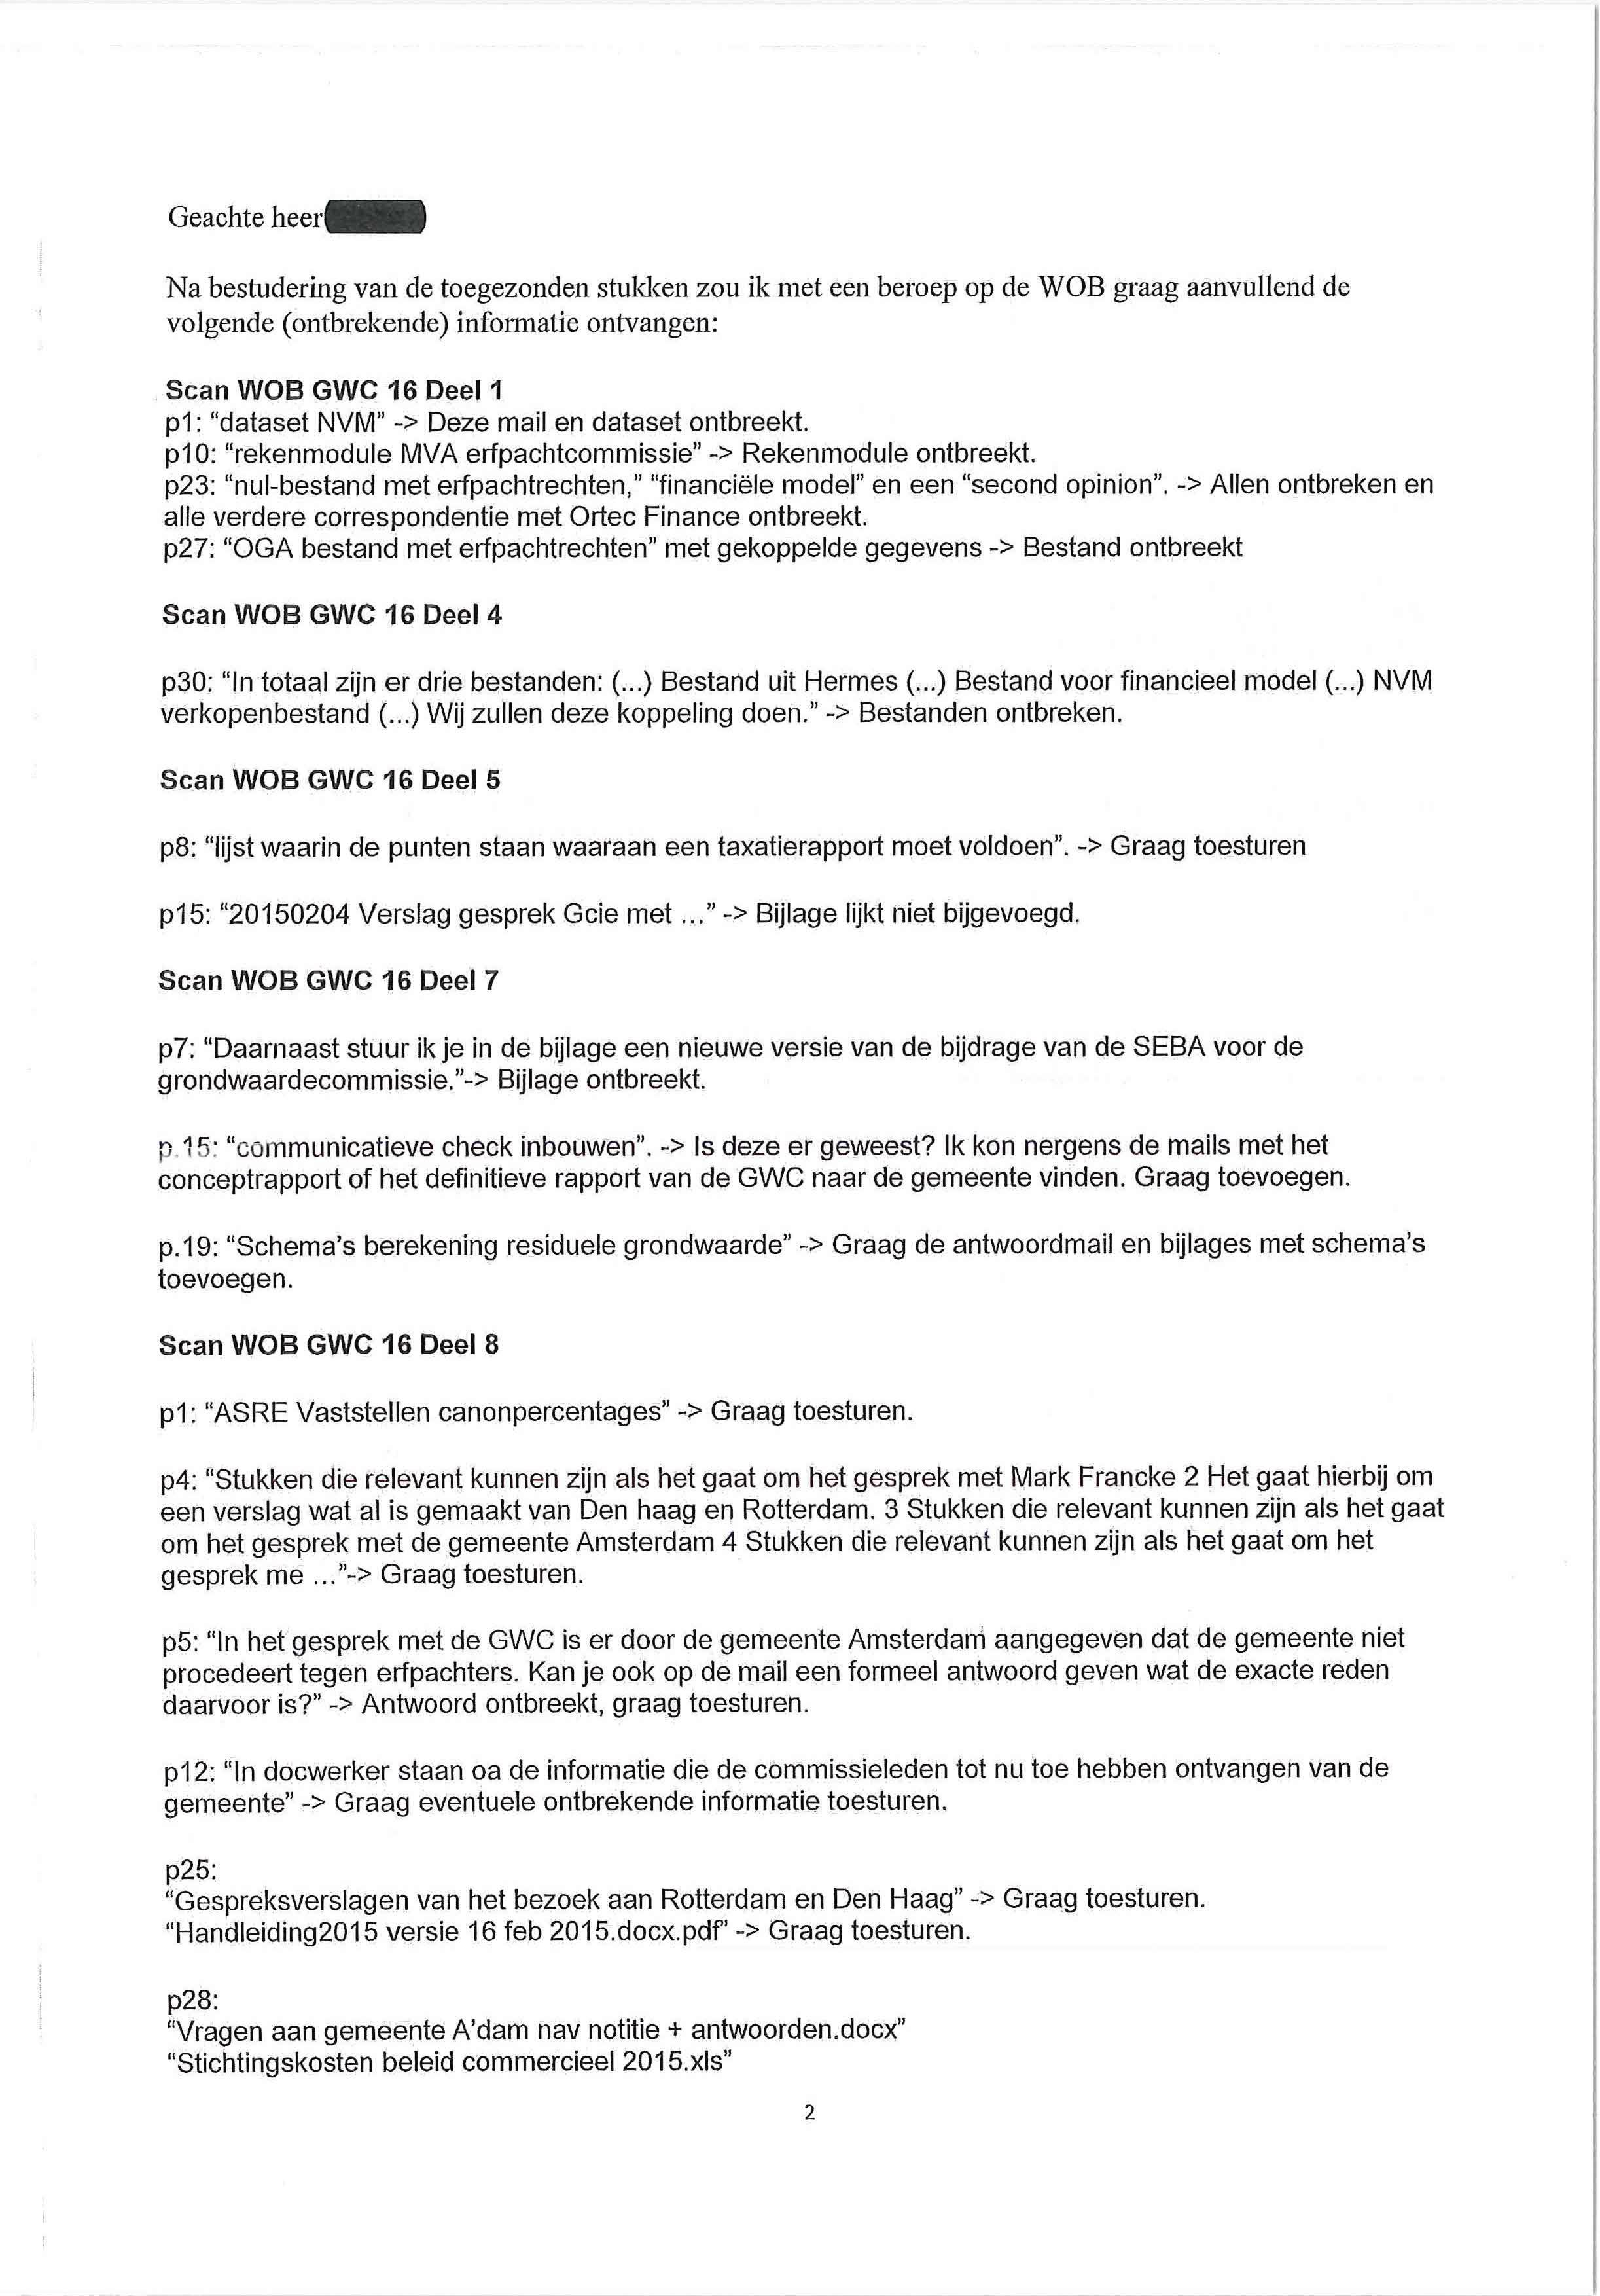 Geachte heer
Na bestudering van de toegezonden stukken zou ik met een beroep op de WOB graag aanvullend de
volgende (ontbrekende) informatie ontvangen:
Scan WOB GWC 16 Deel 1
p1: “dataset NVM” -> Deze mail en dataset ontbreekt.
p10: “rekenmodule MVA erfpachtcommissie” -> Rekenmodule ontbreekt.
p23: “nul-bestand met erfpachtrechten,” “financiële model” en een “second opinion”. -> Allen ontbreken en
alle verdere correspondentie met Ortec Finance ontbreekt.
p27: “OGA bestand met erfpachtrechten” met gekoppelde gegevens -> Bestand ontbreekt
Scan WOB GWC 16 Deel 4
p30: “In totaal zijn er drie bestanden: (...) Bestand uit Hermes (...) Bestand voor financieel model (...) NVM
verkopenbestand (...) Wij zullen deze koppeling doen.” -> Bestanden ontbreken.
Scan WOB GWC 16 Deel 5
p8: “lijst waarin de punten staan waaraan een taxatierapport moet voldoen”. -> Graag toesturen
p15: “20150204 Verslag gesprek Gcie met ...” -> Bijlage lijkt niet bijgevoegd.
Scan WOB GWC 16 Deel 7
p7: “Daarnaast stuur ik je in de bijlage een nieuwe versie van de bijdrage van de SEBA voor de
grondwaardecommissie.”-> Bijlage ontbreekt.
p.15: “communicatieve check inbouwen”. -> Is deze er geweest? Ik kon nergens de mails met het
conceptrapport of het definitieve rapport van de GWC naar de gemeente vinden. Graag toevoegen.
p.19: “Schema’s berekening residuele grondwaarde” -> Graag de antwoordmail en bijlages met schema’s
toevoegen.
Scan WOB GWC 16 Deel 8
p1: “ASRE Vaststellen canonpercentages” -> Graag toesturen.
p4: “Stukken die relevant kunnen zijn als het gaat om het gesprek met Mark Francke 2 Het gaat hierbij om
een verslag wat al is gemaakt van Den haag en Rotterdam. 3 Stukken die relevant kunnen zijn als het gaat
om het gesprek met de gemeente Amsterdam 4 Stukken die relevant kunnen zijn als het gaat om het
gesprek me ...”-> Graag toesturen.
p5: “In het gesprek met de GWC is er door de gemeente Amsterdam aangegeven dat de gemeente niet
procedeert tegen erfpachters. Kan je ook op de mail een formeel antwoord geven wat de exacte reden
daarvoor is?” -> Antwoord ontbreekt, graag toesturen.
p12: “In docwerker staan oa de informatie die de commissieleden tot nu toe hebben ontvangen van de
gemeente” -> Graag eventuele ontbrekende informatie toesturen.
p25:
“Gespreksverslagen van het bezoek aan Rotterdam en Den Haag” -> Graag toesturen.
“Handleiding2015 versie 16 feb 2015.docx.pdf” -> Graag toesturen.
p28:
“Vragen aan gemeente A’dam nav notitie + antwoorden.docx”
“Stichtingskosten beleid commercieel 2015.xls”
2